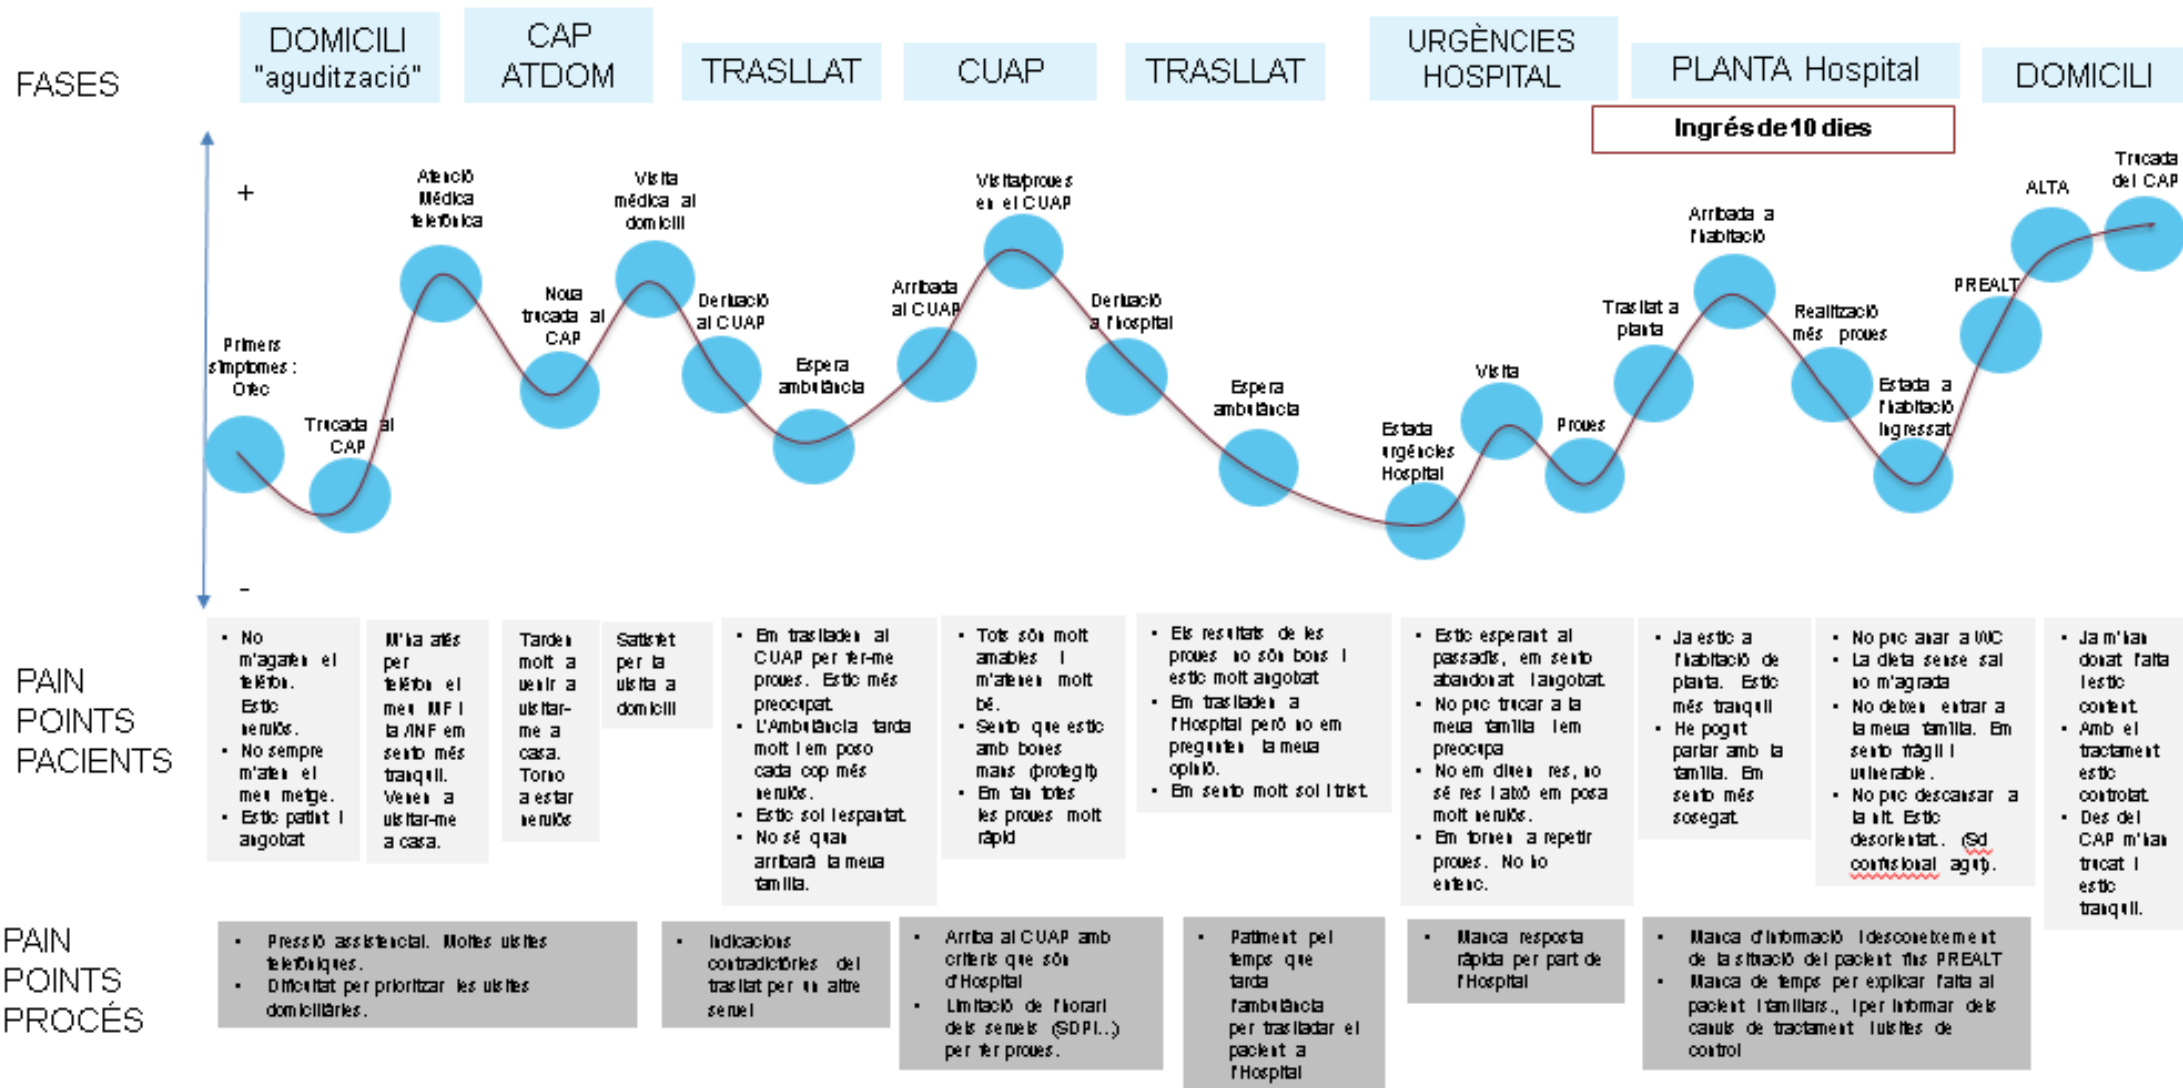 FASES
DOMICILI
"agudització"
CAP
ATDOM
TRASLLAT
CUAP
TRASLLAT
URGÈNCIES
HOSPITAL
PLANTA Hospital
DOMICILI
Ingrés de 10 dies
+
-
Primers
símptomes:
Ofec
Trucada al
CAP
Atenció
Mèdica
telefònica
Nova
trucada al
CAP
Visita
médica al
domicili
Derivació
al CUAP
Espera
ambulància
Arribada
al CUAP
Visita/proves
en el CUAP
Derivació
a l'hospital
Espera
ambulància
Estada
urgències
Hospital
Visita
Proves
Trasllat a
planta
Arribada a
l'habitació
Realització
més proves
Estada a
l'habitació
Ingressat
PREALT
ALTA
Trucada
del CAP
PAIN
POINTS
PACIENTS
• No
m'agafen el
telèfon.
Estic
nerviós.
• No sempre
m'atén el
meu metge.
• Estic patint i
angoixat
M'ha atés
per
telèfon el
meu MF i
la /INF em
sento més
tranquil.
Venen a
visitar-me
a casa.
Tarden
molt a
venir a
visitar-
me a
casa.
Torno
a estar
nerviós
Satisfet
per la
visita a
domicili
• Em traslladen al
CUAP per fer-me
proves. Estic més
preocupat.
• L'Ambulància tarda
molt i em poso
cada cop més
nerviós.
• Estic sol i espantat.
• No sé quan
arribarà la meva
família.
• Tots són molt
amables i
m'atenen molt
bé.
• Sento que estic
amb bones
mans (protegit)
• Em fan totes
les proves molt
ràpid
• Els resultats de les
proves no són bons i
estic molt angoixat
• Em traslladen a
l'Hospital però no em
pregunten la meva
opinió.
• Em sento molt sol i trist.
• Estic esperant al
passadís, em sento
abandonat i angoixat.
• No puc trucar a la
meva família i em
preocupa
• No em diuen res, no
sé res i això em posa
molt nerviós.
• Em tornen a repetir
proves. No ho
entenc.
• Ja estic a
l'habitació de
planta. Estic
més tranquil
• He pogut
parlar amb la
família. Em
sento més
sosegat.
• No puc anar a WC
• La dieta sense sal
no m'agrada
• No deixen entrar a
la meva família. Em
sento fràgil i
vulnerable.
• No puc descansar a
la nit. Estic
desorientat.. (Sd
confusional agut).
• Ja m'han
donat l'alta
i estic
content.
• Amb el
tractament
estic
controlat.
• Des del
CAP m'han
trucat i
estic
tranquil.
PAIN
POINTS
PROCÉS
• Pressió assistencial. Moltes visites
telefòniques.
• Dificultat per prioritzar les visites
domiciliàries.
• Indicacions
contradictòries del
trasllat per un altre
servei
• Arriba al CUAP amb
criteris que són
d'Hospital
• Limitació de l'horari
dels serveis (SDPI...)
per fer proves.
• Patiment pel
temps que
tarda
l'ambulància
per traslladar el
pacient a
l'Hospital
• Manca resposta
ràpida per part de
l'Hospital
• Manca d'informació i desconeixement
de la situació del pacient fins PREALT
• Manca de temps per explicar l'alta al
pacient i familiars., i per informar dels
canvis de tractament i visites de
control